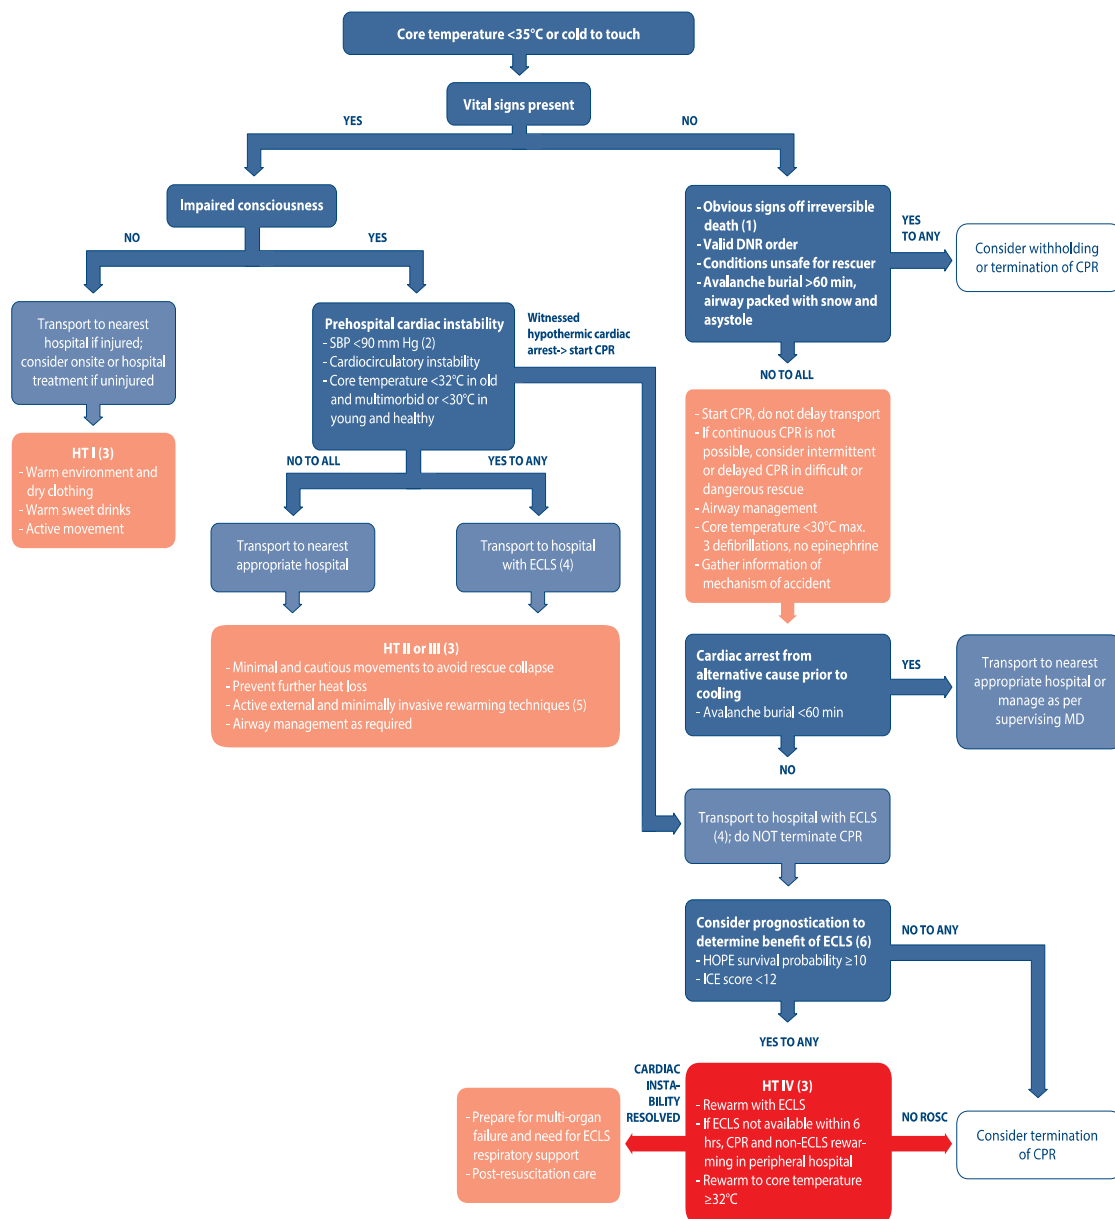 Core temperature <35°C or cold to touch
Vital signs present
YES
NO
Impaired consciousness
NO
YES
- Obvious signs off irreversible
death (1)
- Valid DNR order
- Conditions unsafe for rescuer
- Avalanche burial >60 min,
airway packed with snow and
asystole
YES
TO ANY
Consider withholding
or termination of CPR
Transport to nearest
hospital if injured;
consider onsite or hospital
treatment if uninjured
Prehospital cardiac instability
- SBP <90 mm Hg (2)
- Cardiocirculatory instability
- Core temperature <32°C in old
and multimorbid or <30°C in
young and healthy
Witnessed
hypothermic cardiac
arrest-> start CPR
NO TO ALL
HT I (3)
- Warm environment and
dry clothing
- Warm sweet drinks
- Active movement
NO TO ALL
YES TO ANY
- Start CPR, do not delay transport
- If continuous CPR is not
possible, consider intermittent
or delayed CPR in difficult or
dangerous rescue
- Airway management
- Core temperature <30°C max.
3 defibrillations, no epinephrine
- Gather information of
mechanism of accident
Transport to nearest
appropriate hospital
Transport to hospital
with ECLS (4)
HT II or III (3)
- Minimal and cautious movements to avoid rescue collapse
- Prevent further heat loss
- Active external and minimally invasive rewarming techniques (5)
- Airway management as required
Cardiac arrest from
alternative cause prior to
cooling
- Avalanche burial <60 min
YES
Transport to nearest
appropriate hospital or
manage as per
supervising MD
NO
Transport to hospital with ECLS
(4); do NOT terminate CPR
Consider prognostication to
determine benefit of ECLS (6)
- HOPE survival probability ≥10
- ICE score <12
NO TO ANY
YES TO ANY
CARDIAC
INSTA-
BILITY
RESOLVED
HT IV (3)
- Rewarm with ECLS
- If ECLS not available within 6
hrs, CPR and non-ECLS rewar-
ming in peripheral hospital
- Rewarm to core temperature
≥32°C
NO ROSC
- Prepare for multi-organ
failure and need for ECLS
respiratory support
- Post-resuscitation care
Consider termination
of CPR